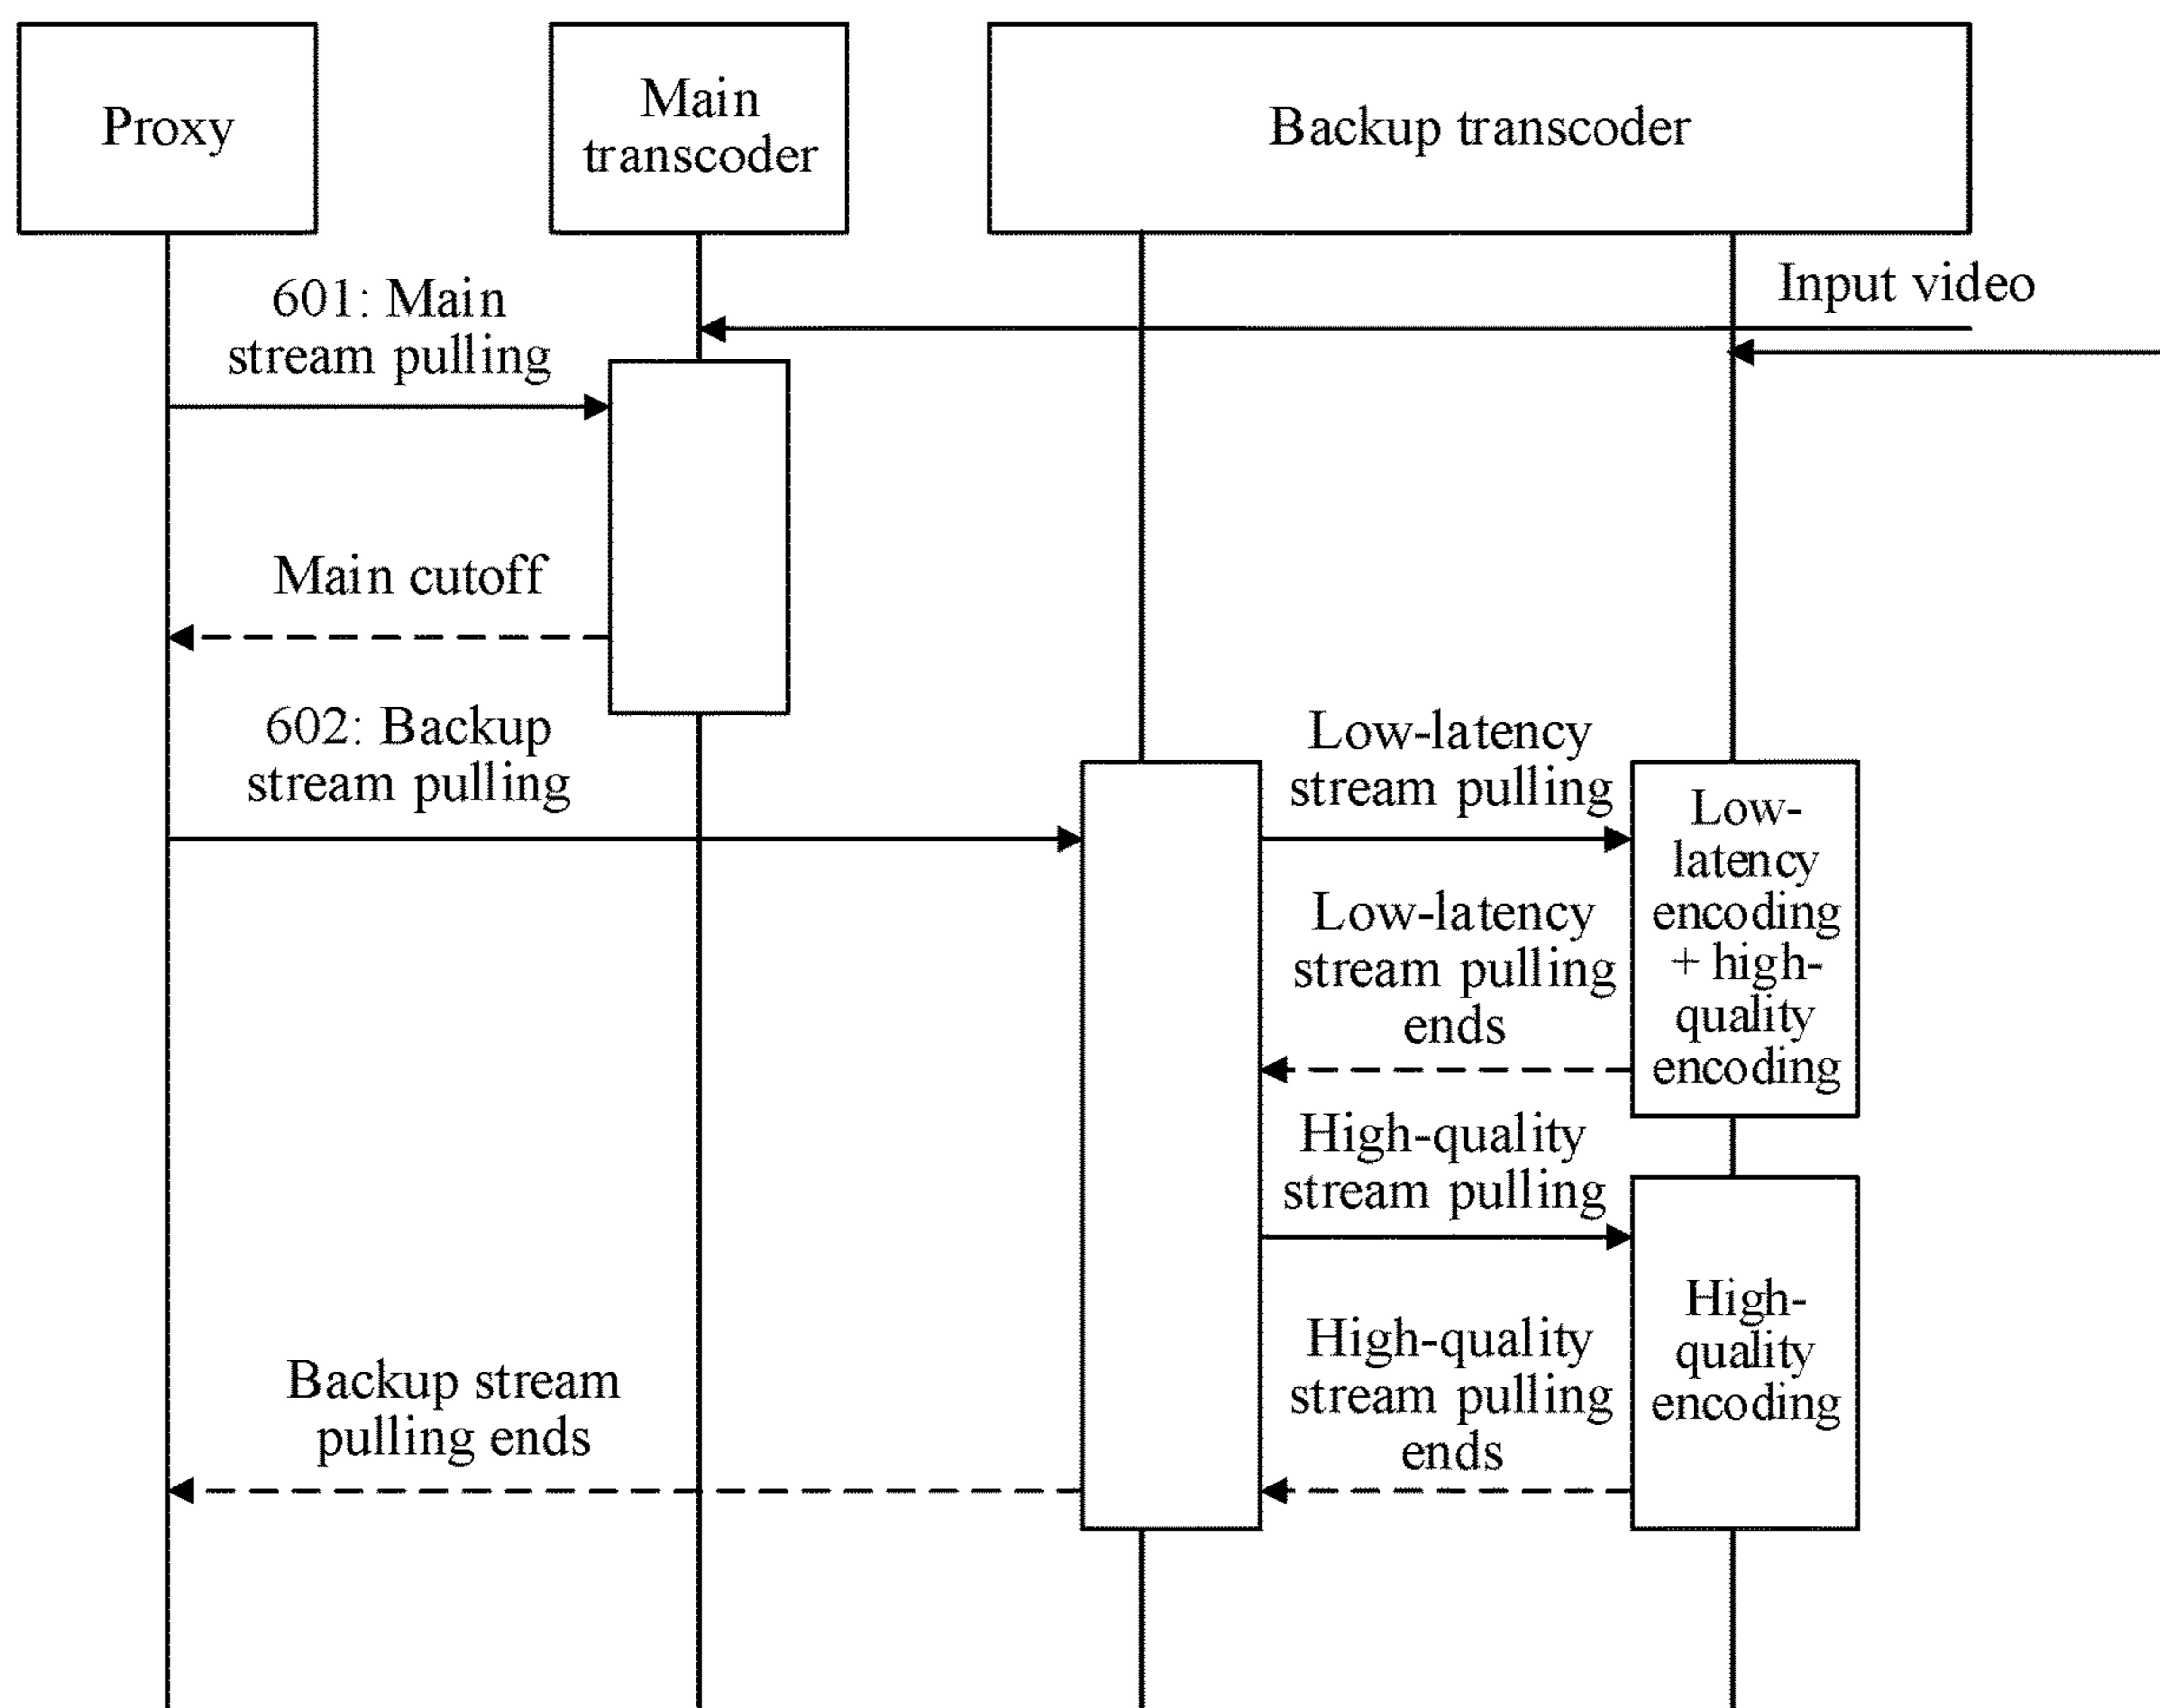 Proxy
Main
transcoder
Backup transcoder
Input video
601: Main
stream pulling
Main cutoff
602: Backup
stream pulling
Low-latency
stream pulling
Low-
latency
encoding
+ high-
quality
encoding
Low-latency
stream pulling
ends
High-quality
stream pulling
High-
quality
encoding
High-quality
stream pulling
ends
Backup stream
pulling ends